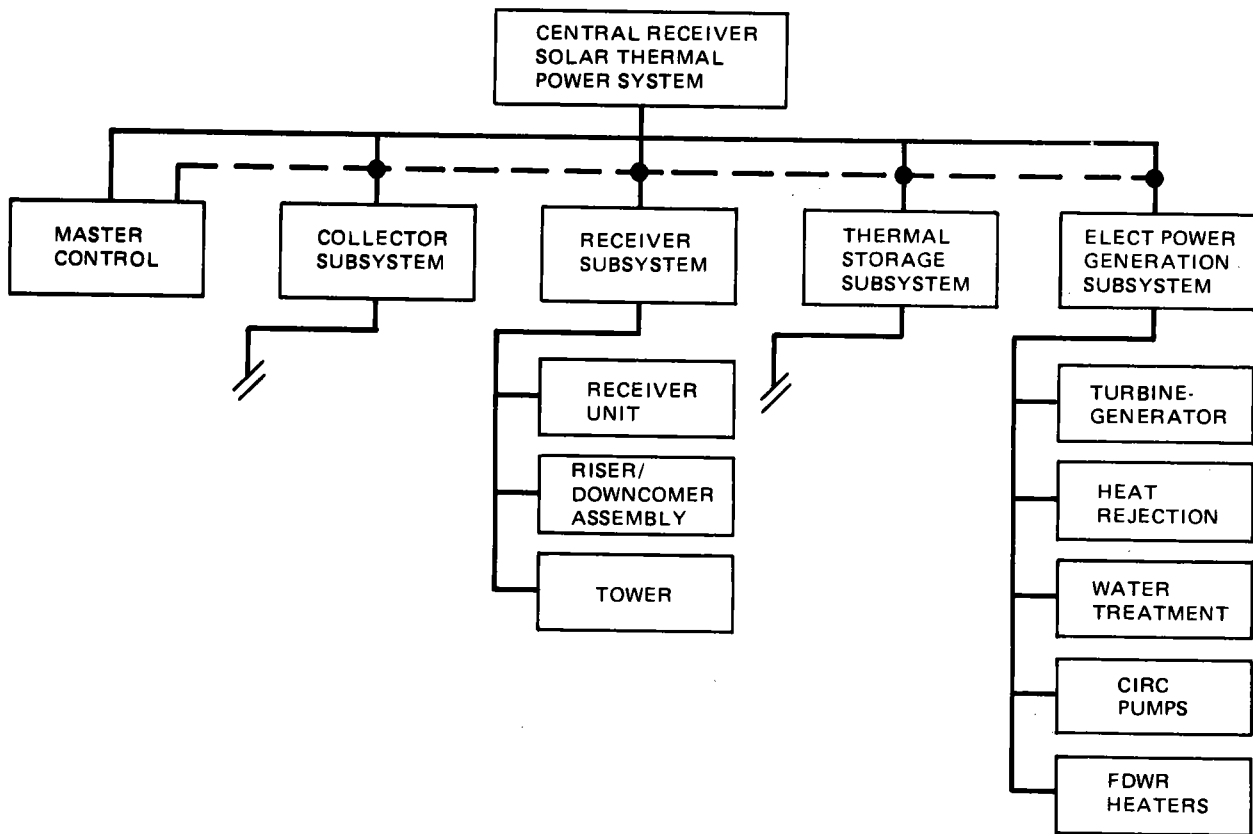 CENTRAL RECEIVER
SOLAR THERMAL
POWER SYSTEM
MASTER
CONTROL
COLLECTOR
SUBSYSTEM
RECEIVER
SUBSYSTEM
THERMAL
STORAGE
SUBSYSTEM
ELECT POWER
GENERATION
SUBSYSTEM
RECEIVER
UNIT
RISER/
DOWNCOMER
ASSEMBLY
TOWER
TURBINE-
GENERATOR
HEAT
REJECTION
WATER
TREATMENT
CIRC
PUMPS
FDWR
HEATERS